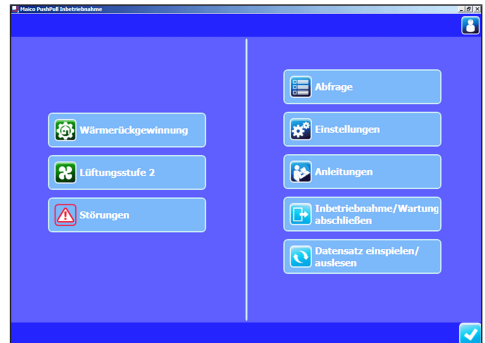 Maico PushPull Inbetriebnahme
Wärmerückgewinnung
Lüftungsstufe 2
Störungen
Abfrage
Einstellungen
Anleitungen
Inbetriebnahme/Wartung
abschließen
Datensatz einspielen/
auslesen